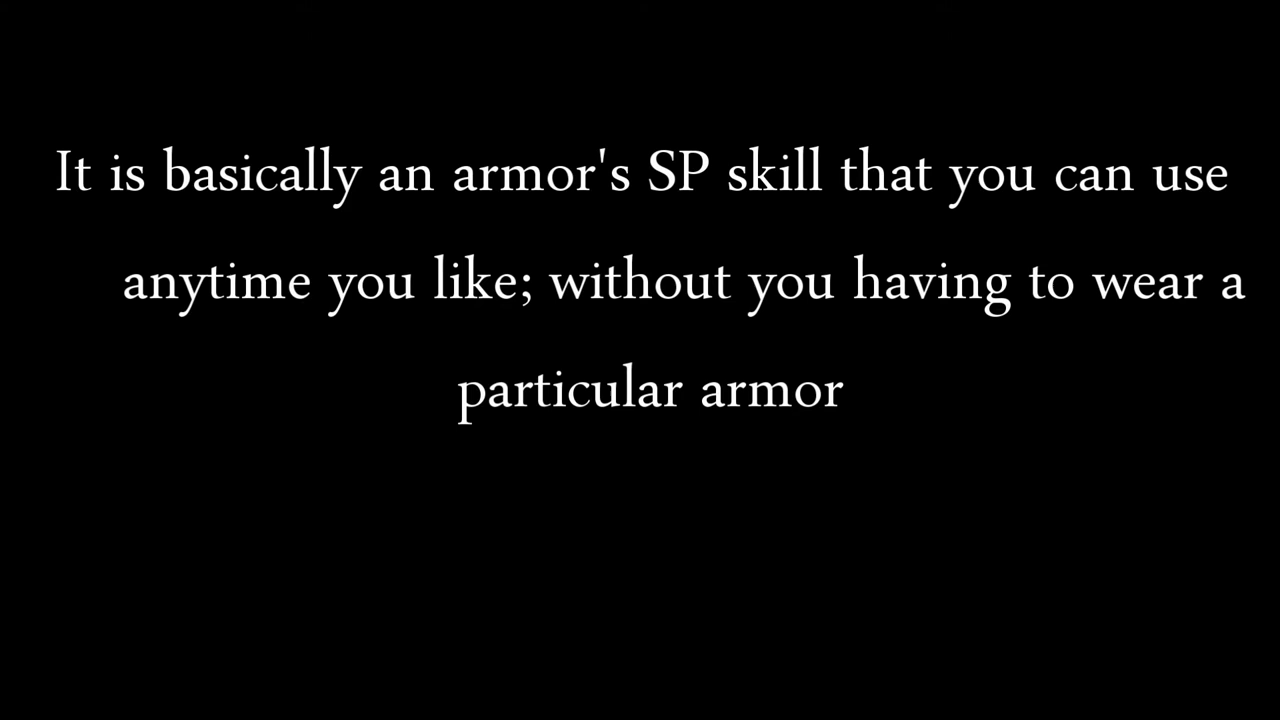 It is basically an armor's SP skill that you can use
anytime you like; without you having to wear a
particular armor